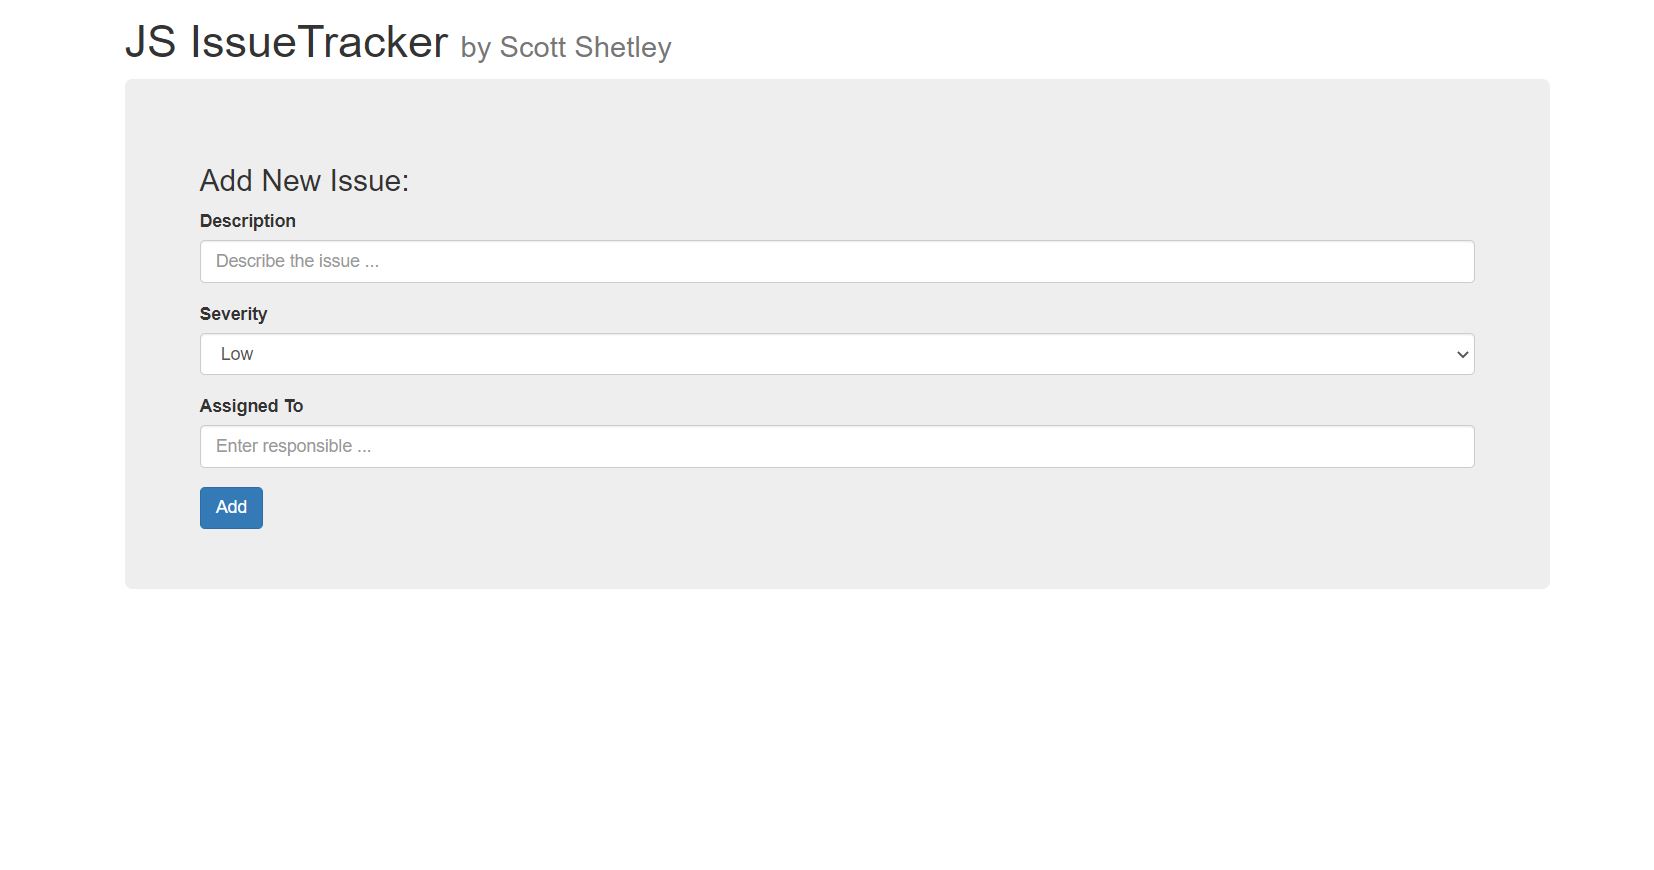 JS IssueTracker by Scott Shetley
Add New Issue:
Description
Describe the issue ...
Severity
Low
Assigned To
Enter responsible ...
Add